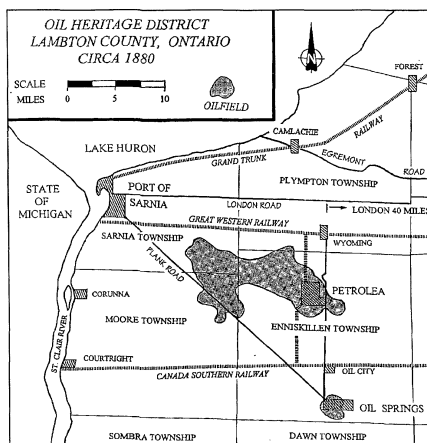 OIL HERITAGE DISTRICT
LAMBTON COUNTY, ONTARIO
CIRCA 1880
SCALE
MILES
0 5 10
OILFIELD
N
FOREST
CAMLACHIE
RAILWAY
LAKE HURON
GRAND TRUNK
EGREMONT
ROAD
PLYMPTON TOWNSHIP
STATE
OF
MICHIGAN
PORT OF
SARNIA
LONDON ROAD
LONDON 40 MILES
GREAT WESTERN RAILWAY
SARNIA TOWNSHIP
WYOMING
PLANK ROAD
PETROLEA
CORUNNA
MOORE TOWNSHIP
ENNISKILLEN TOWNSHIP
ST. CLAIR RIVER
COURTRIGHT
CANADA SOUTHERN RAILWAY
OIL CITY
OIL SPRINGS
SOMBRA TOWNSHIP
DAWN TOWNSHIP